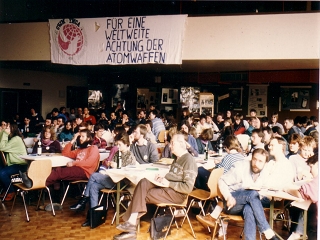 FÜR EINE
WELTWEITE
ÄCHTUNG DER
ATOMWAFFEN